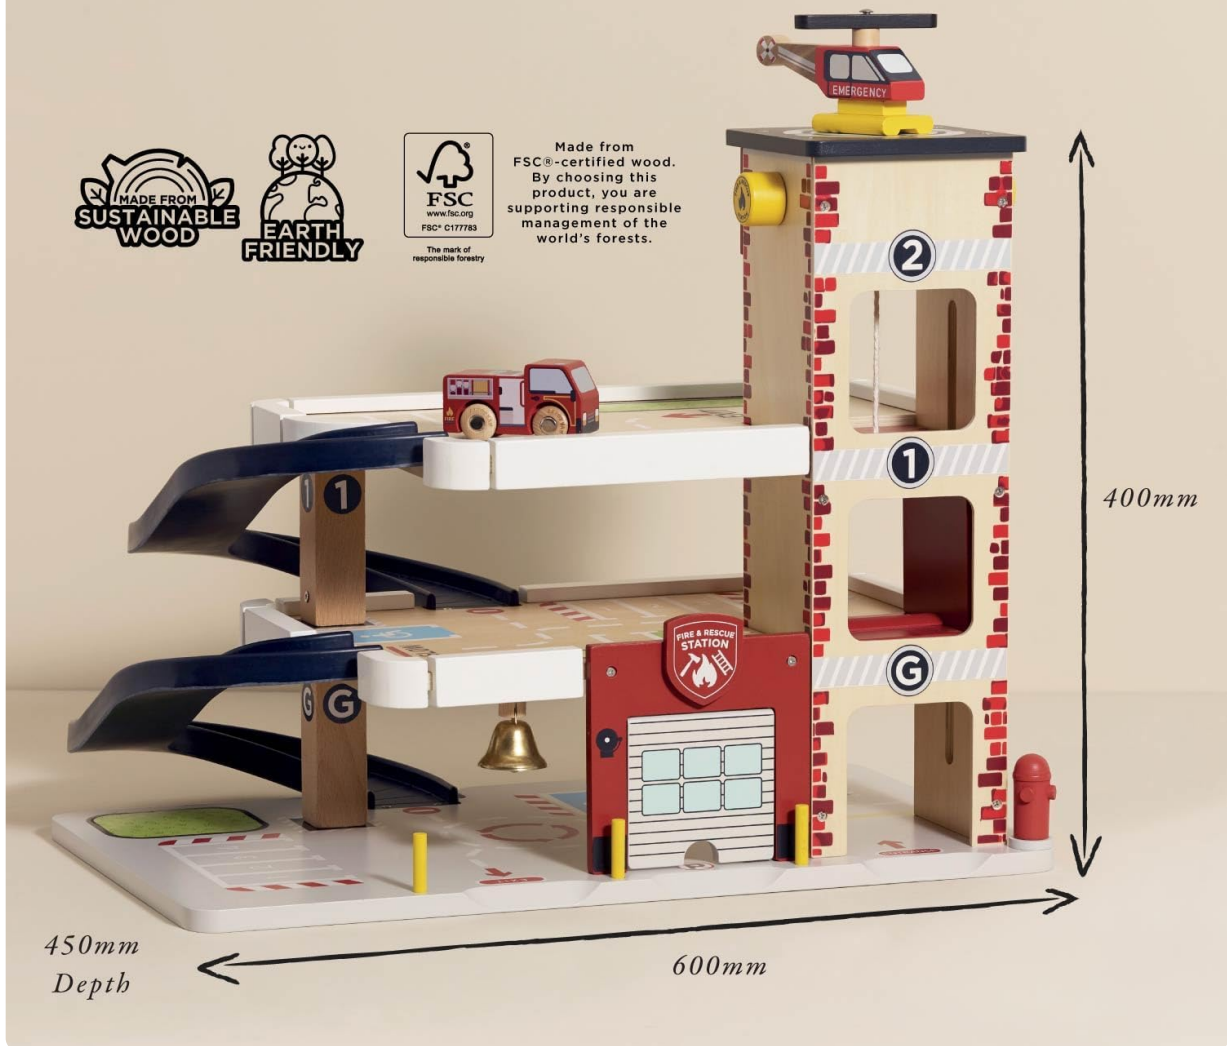 EMERGENCY
MADE FROM
SUSTAINABLE
WOOD
EARTH
FRIENDLY
FSC
www.fsc.org
FSC® C177783
The mark of
responsible forestry
Made from
FSC®-certified wood.
By choosing this
product, you are
supporting responsible
management of the
world's forests.
2
1
1
1
400mm
FIRE
FIRE & RESCUE
STATION
G
G
G
450mm
Depth
600mm